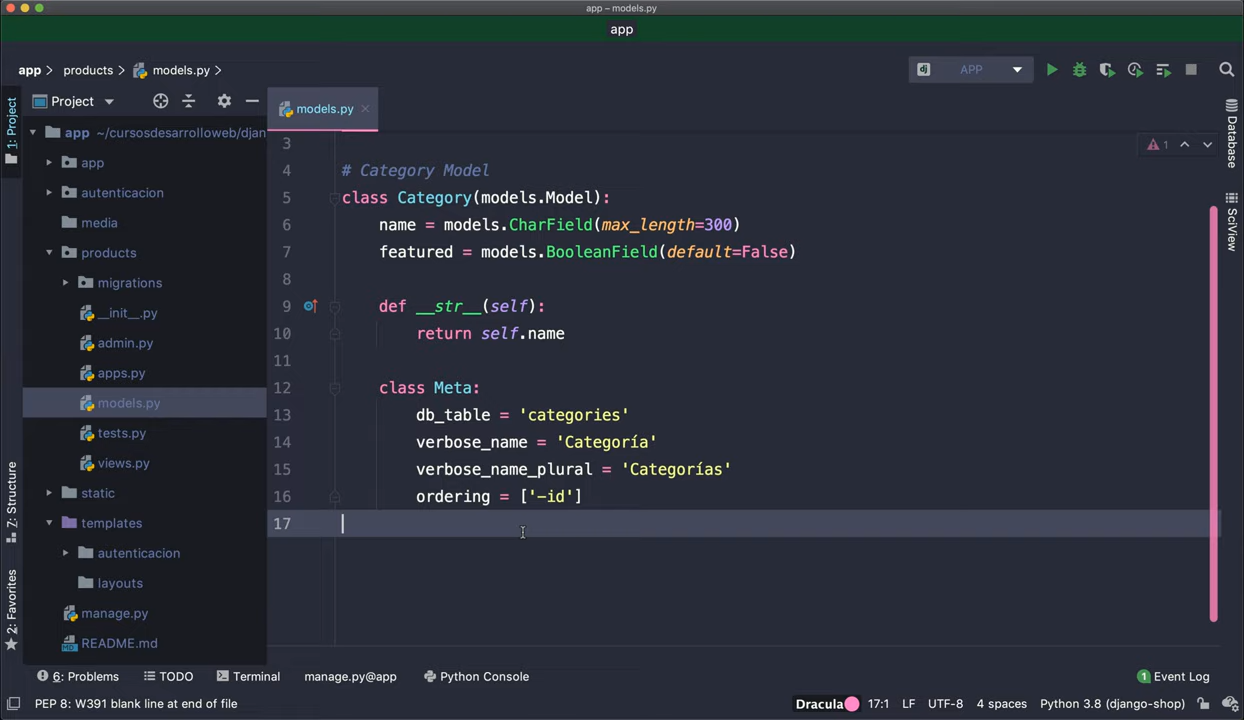 app – models.py
app
app products models.py
APP
1: Project
Project
models.py
app ~/cursosdesarrolloweb/djan
app
autenticacion
media
products
migrations
__init__.py
admin.py
apps.py
models.py
tests.py
views.py
static
templates
autenticacion
layouts
manage.py
README.md
3
4 # Category Model
5 class Category(models.Model):
6 name = models.CharField(max_length=300)
7 featured = models.BooleanField(default=False)
8
9 def __str__(self):
10 return self.name
11
12 class Meta:
13 db_table = 'categories'
14 verbose_name = 'Categoría'
15 verbose_name_plural = 'Categorías'
16 ordering = ['-id']
17
1
Database
SciView
7: Structure
2: Favorites
6: Problems TODO Terminal manage.py@app Python Console 1 Event Log
PEP 8: W391 blank line at end of file Dracula 17:1 LF UTF-8 4 spaces Python 3.8 (django-shop)